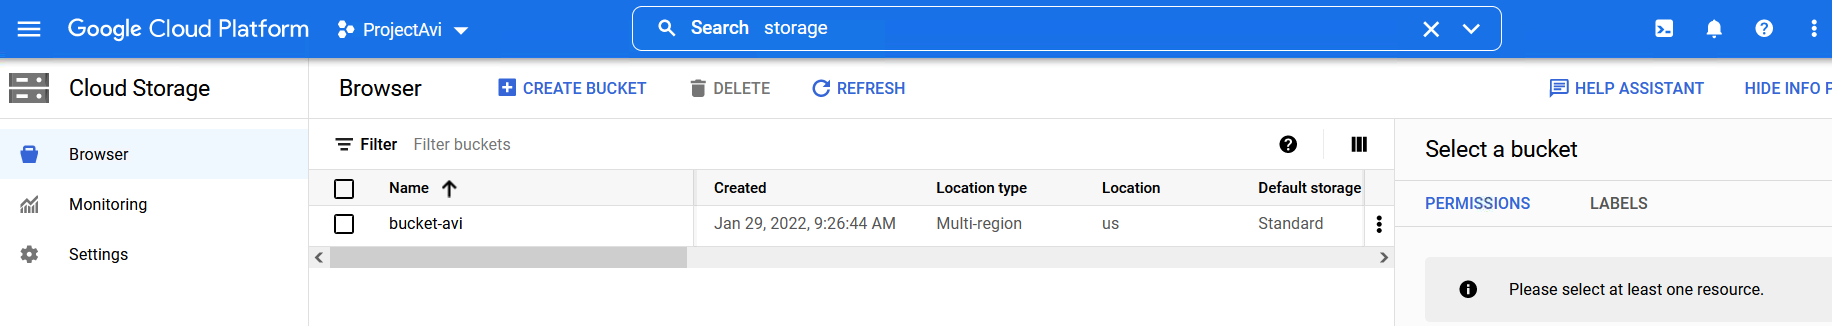 Google Cloud Platform ProjectAvi Search storage
Cloud Storage Browser CREATE BUCKET DELETE REFRESH HELP ASSISTANT HIDE INFO P
Browser
Monitoring
Settings
Filter Filter buckets
Name Created Location type Location Default storage
bucket-avi Jan 29, 2022, 9:26:44 AM Multi-region us Standard
Select a bucket
PERMISSIONS LABELS
Please select at least one resource.